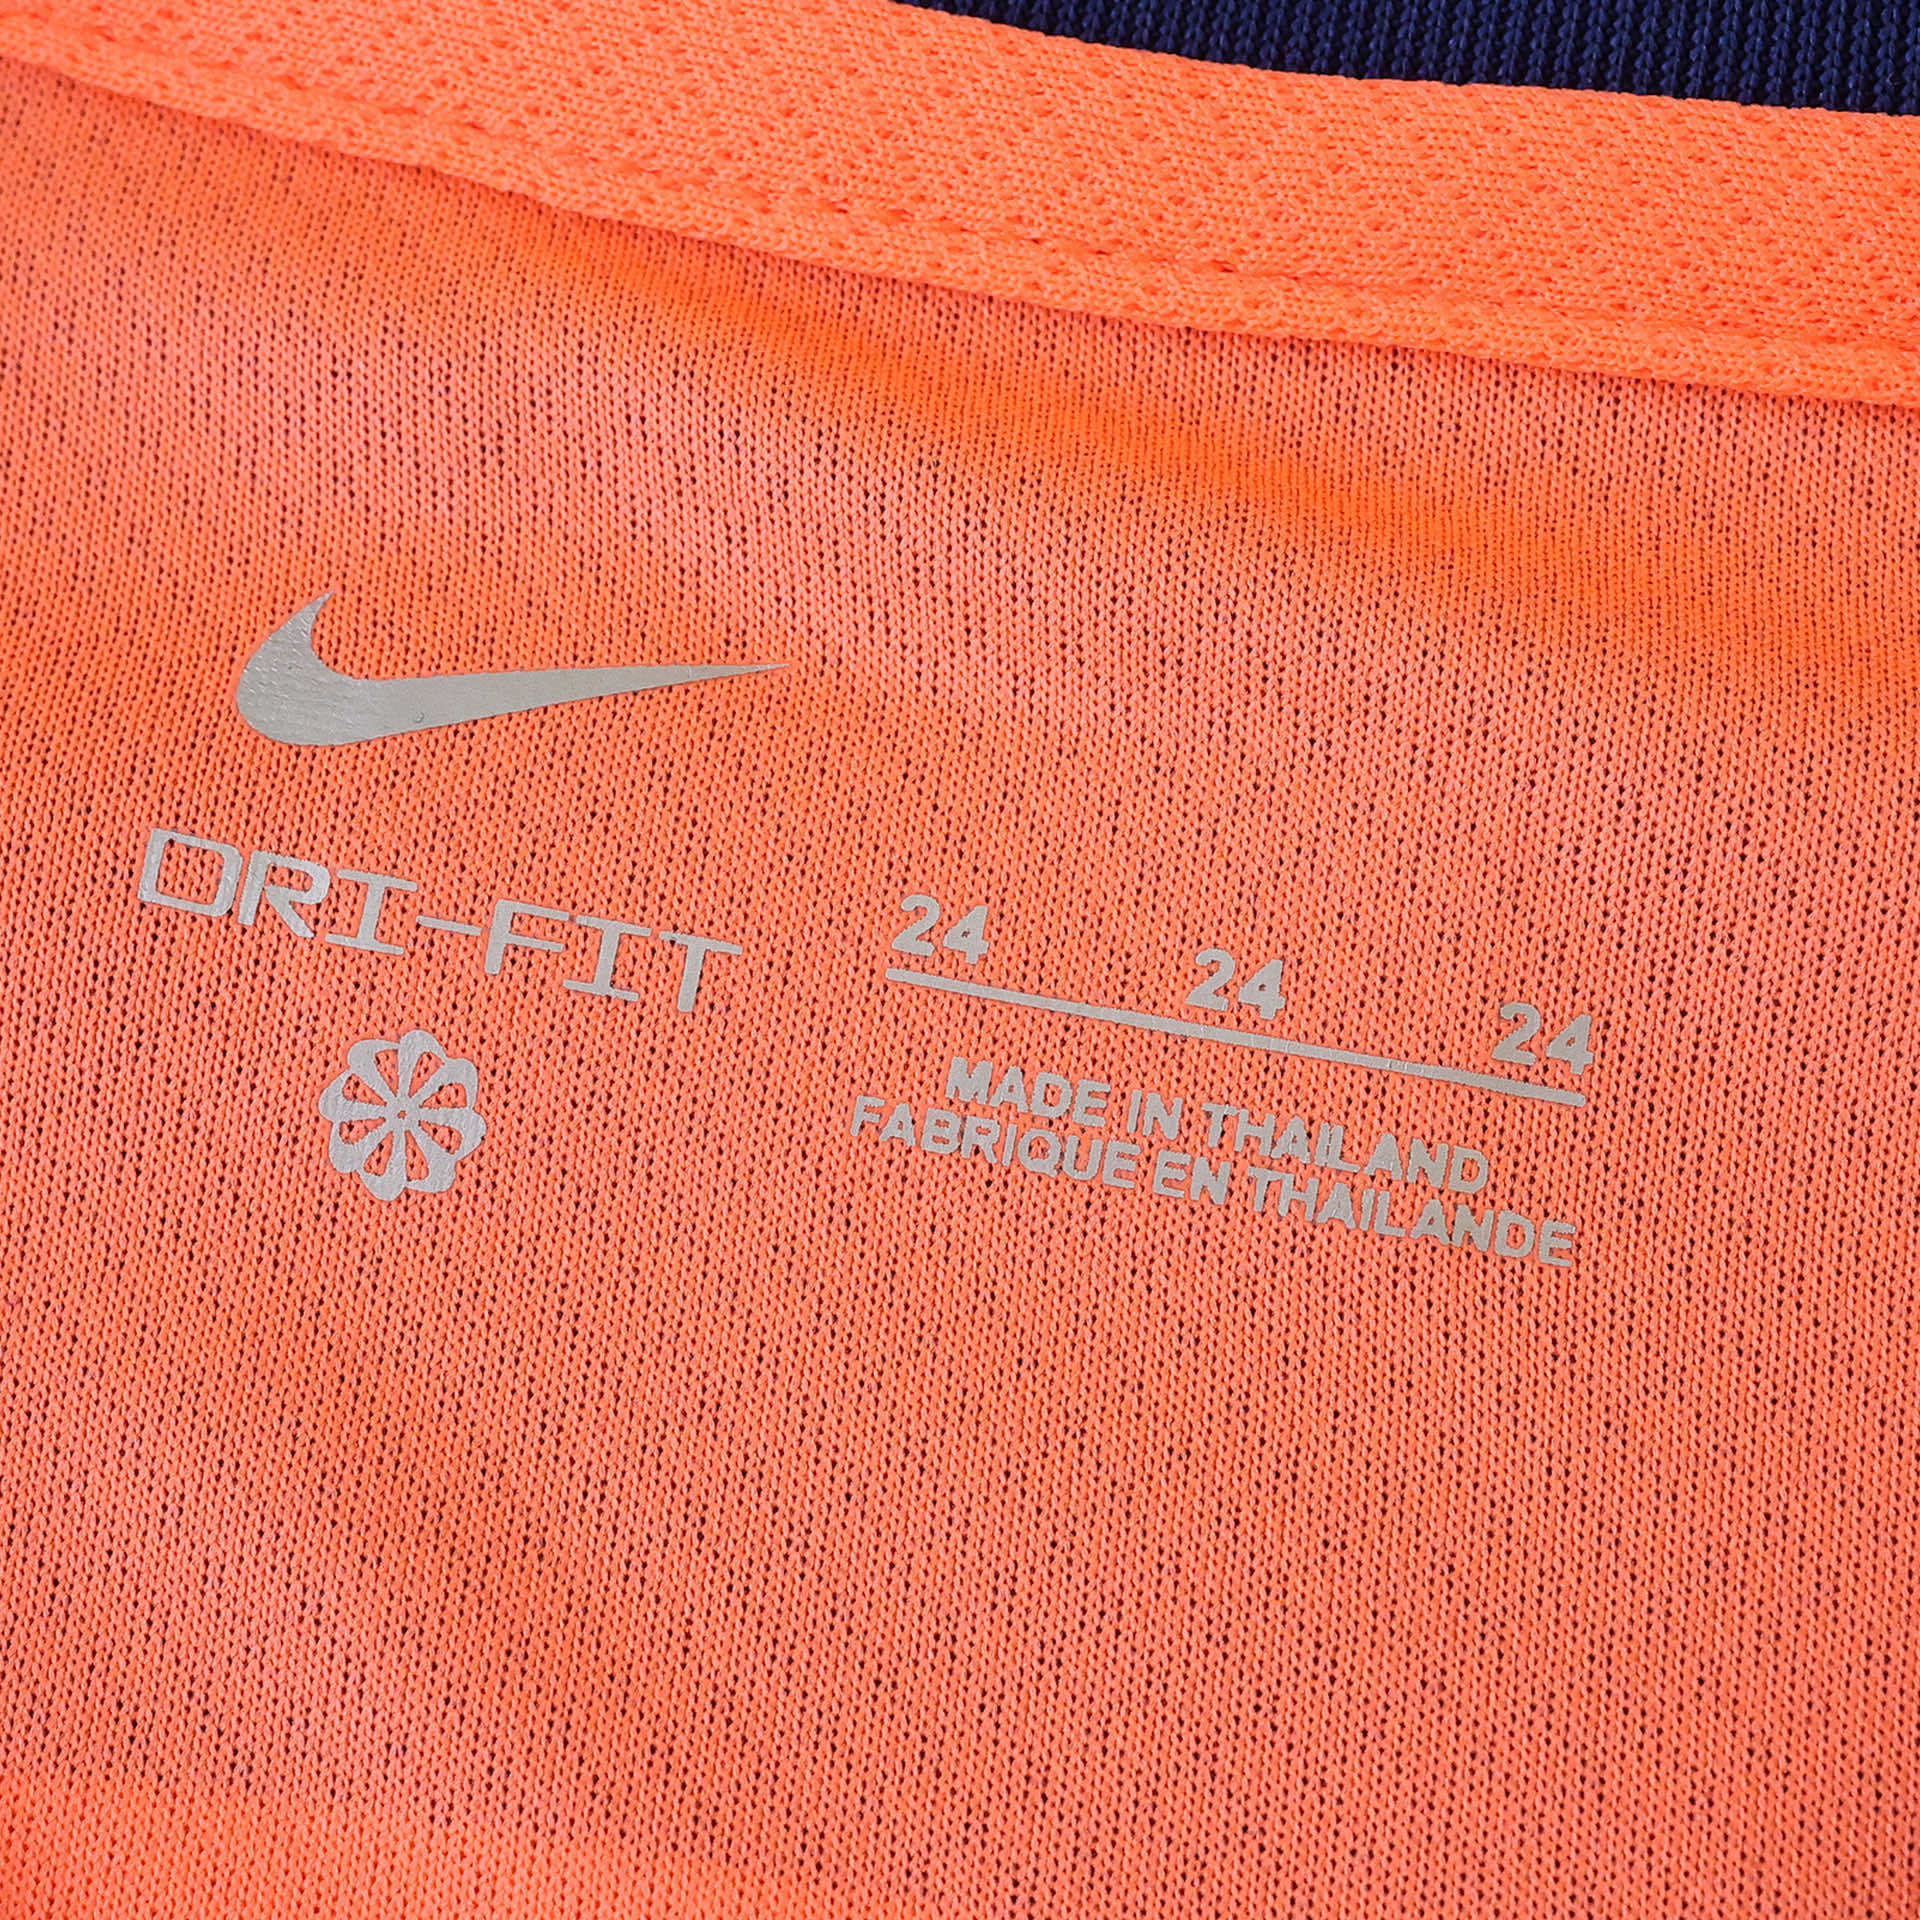 DRI-FIT
24 24 24
MADE IN THAILAND
FABRIQUE EN THAILANDE